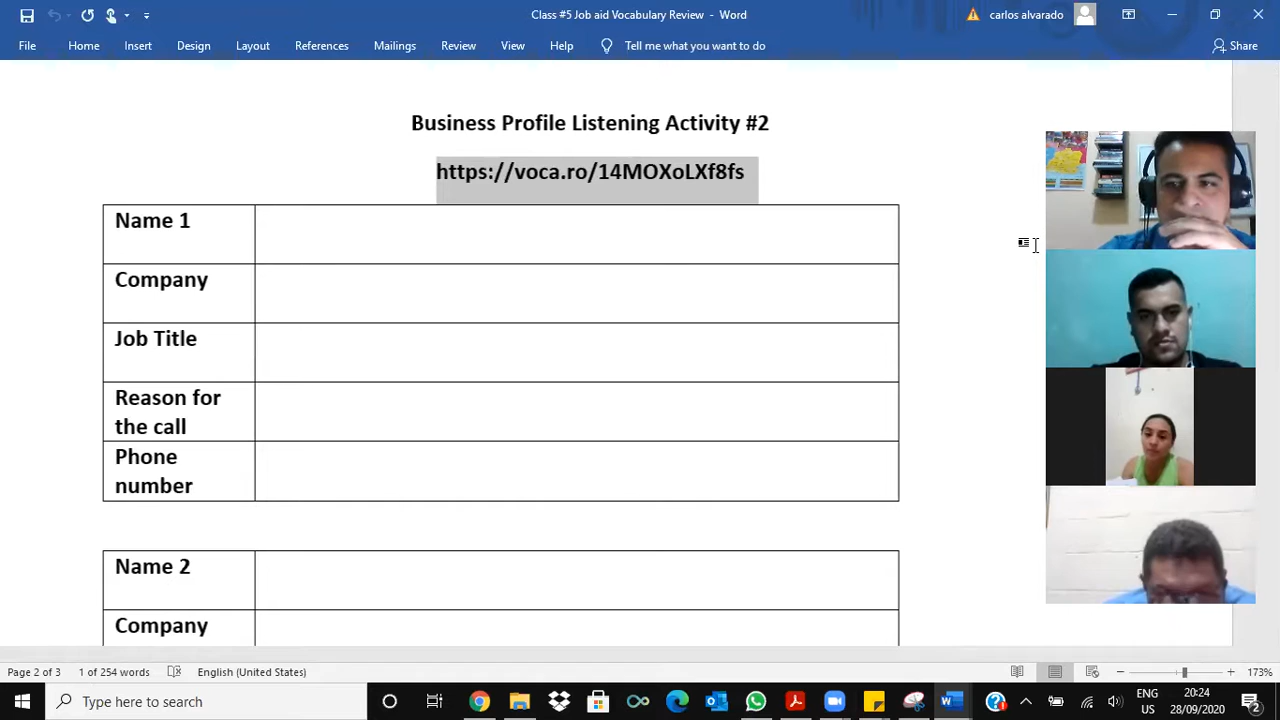 Class #5 Job aid Vocabulary Review - Word
carlos alvarado
File Home Insert Design Layout References Mailings Review View Help Tell me what you want to do Share
Business Profile Listening Activity #2
https://voca.ro/14MOXoLXf8fs
Name 1
Company
Job Title
Reason for
the call
Phone
number
Name 2
Company
Page 2 of 3 1 of 254 words English (United States) 173%
Type here to search
ENG
US
20:24
28/09/2020
2